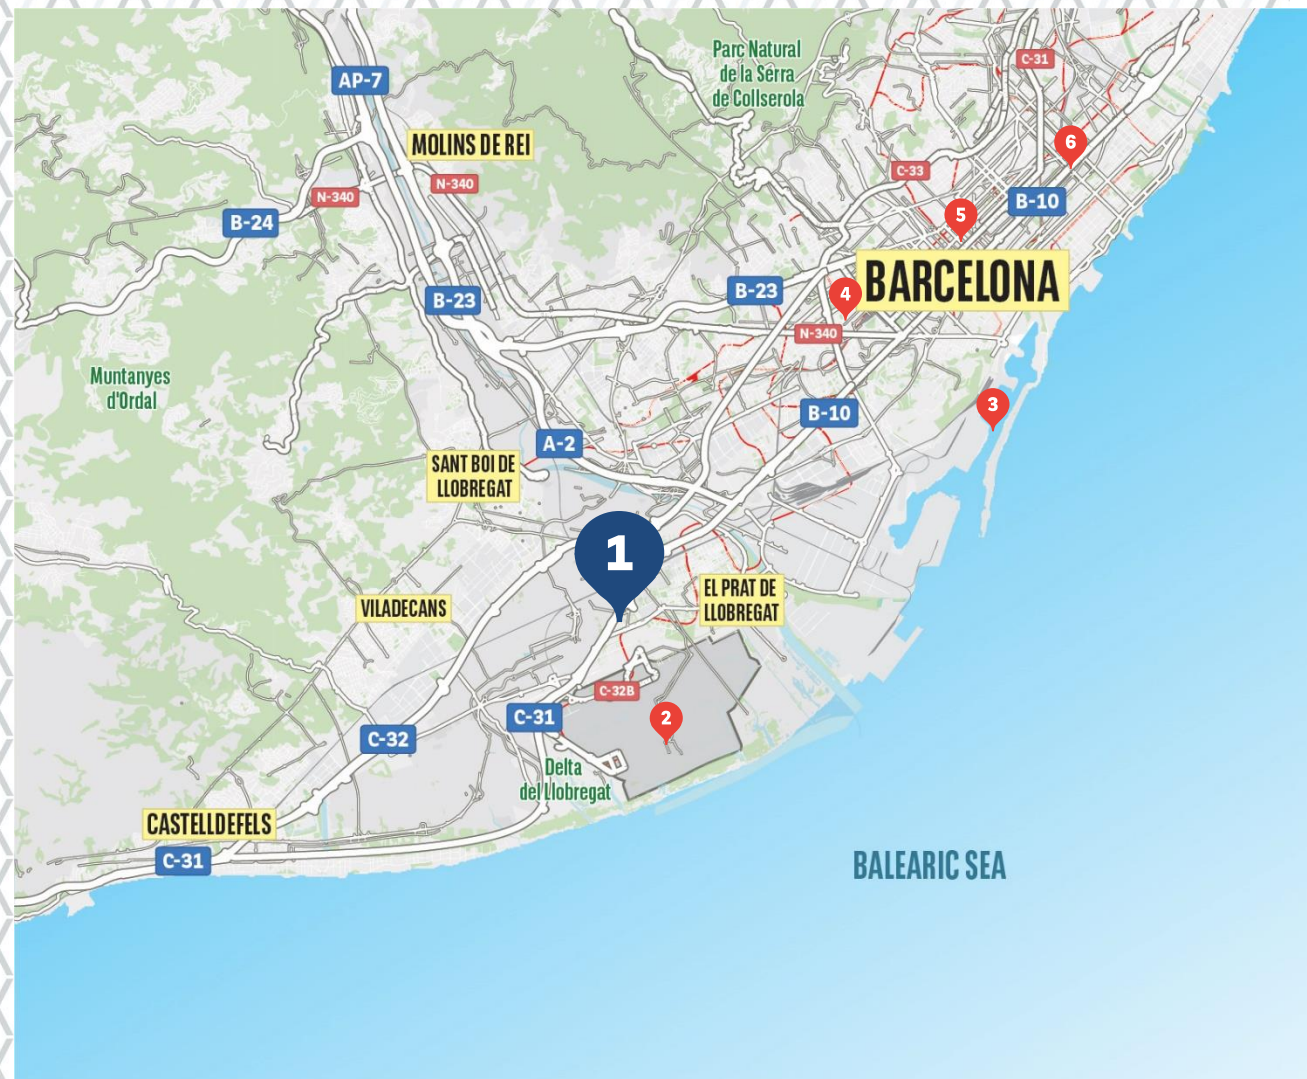 Parc Natural
de la Serra
de Collserola
C-31
AP-7
MOLINS DE REI
6
N-340
N-340
C-33
B-24
B-10
5
BARCELONA
B-23
B-23
4
N-340
Muntanyes
d'Ordal
3
B-10
A-2
SANT BOI DE
LLOBREGAT
1
VILADECANS
EL PRAT DE
LLOBREGAT
C-32B
C-31
2
C-32
Delta
del Llobregat
CASTELLDEFELS
C-31
BALEARIC SEA